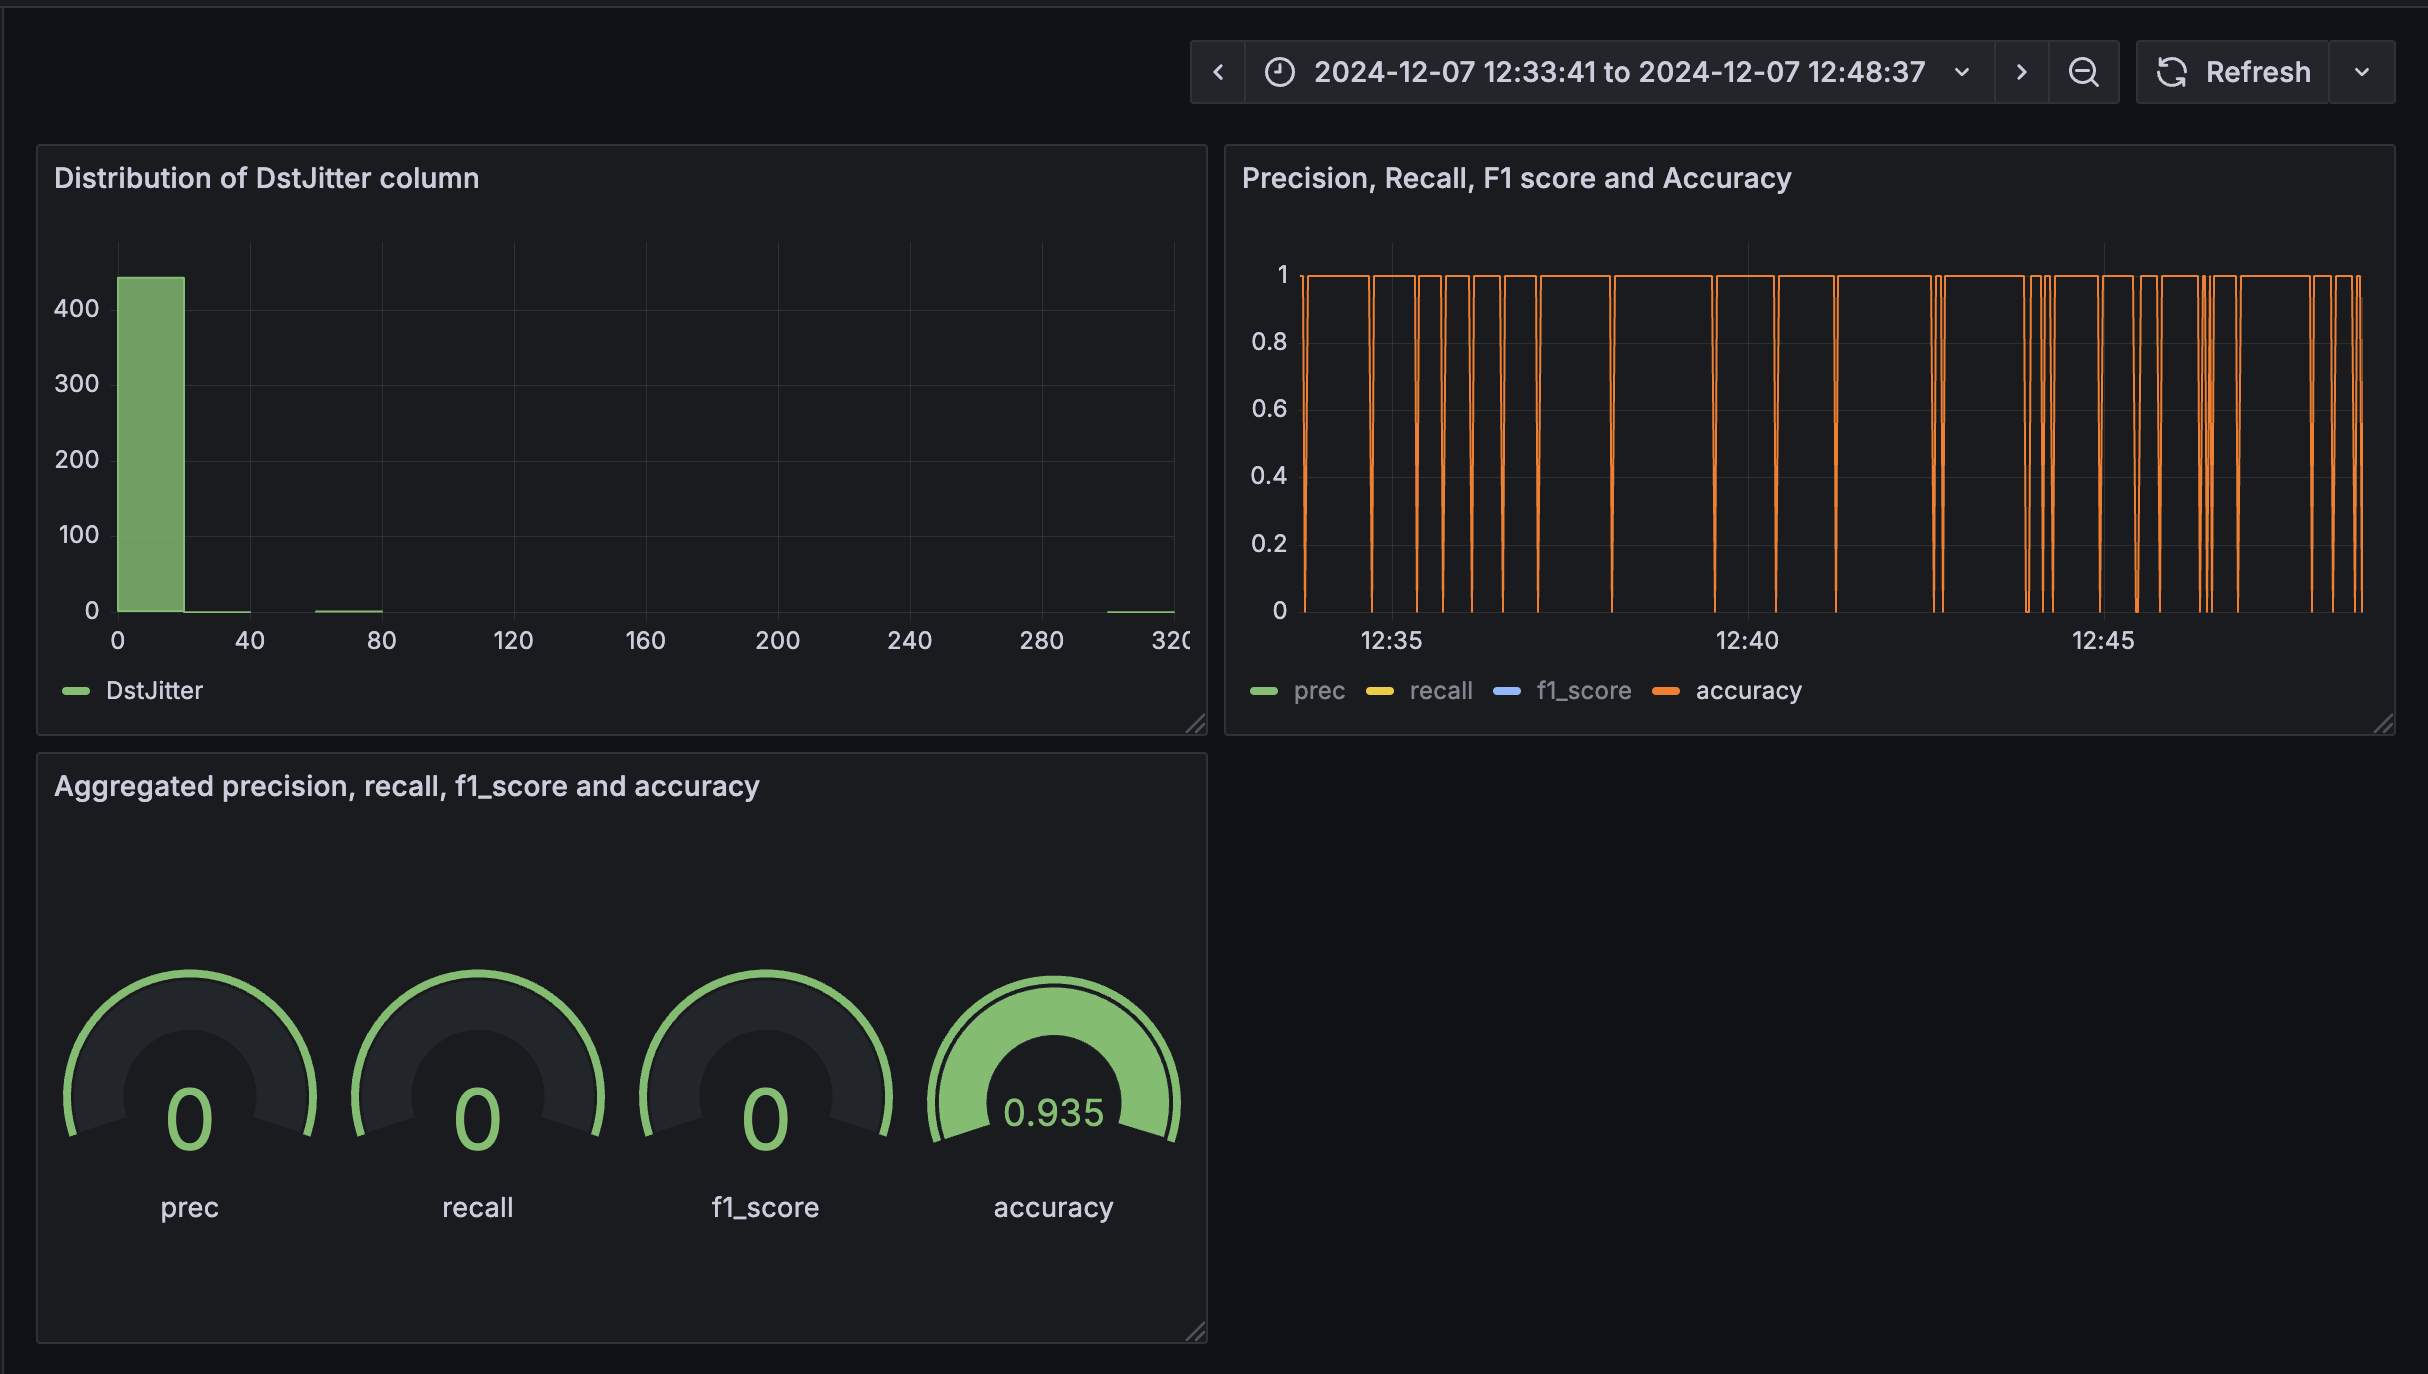 2024-12-07 12:33:41 to 2024-12-07 12:48:37
Refresh
Distribution of DstJitter column
400
300
200
100
0
0 40 80 120 160 200 240 280 320
DstJitter
Precision, Recall, F1 score and Accuracy
1
0.8
0.6
0.4
0.2
0
12:35 12:40 12:45
prec recall f1_score accuracy
Aggregated precision, recall, f1_score and accuracy
0 0 0 0.935
prec recall f1_score accuracy